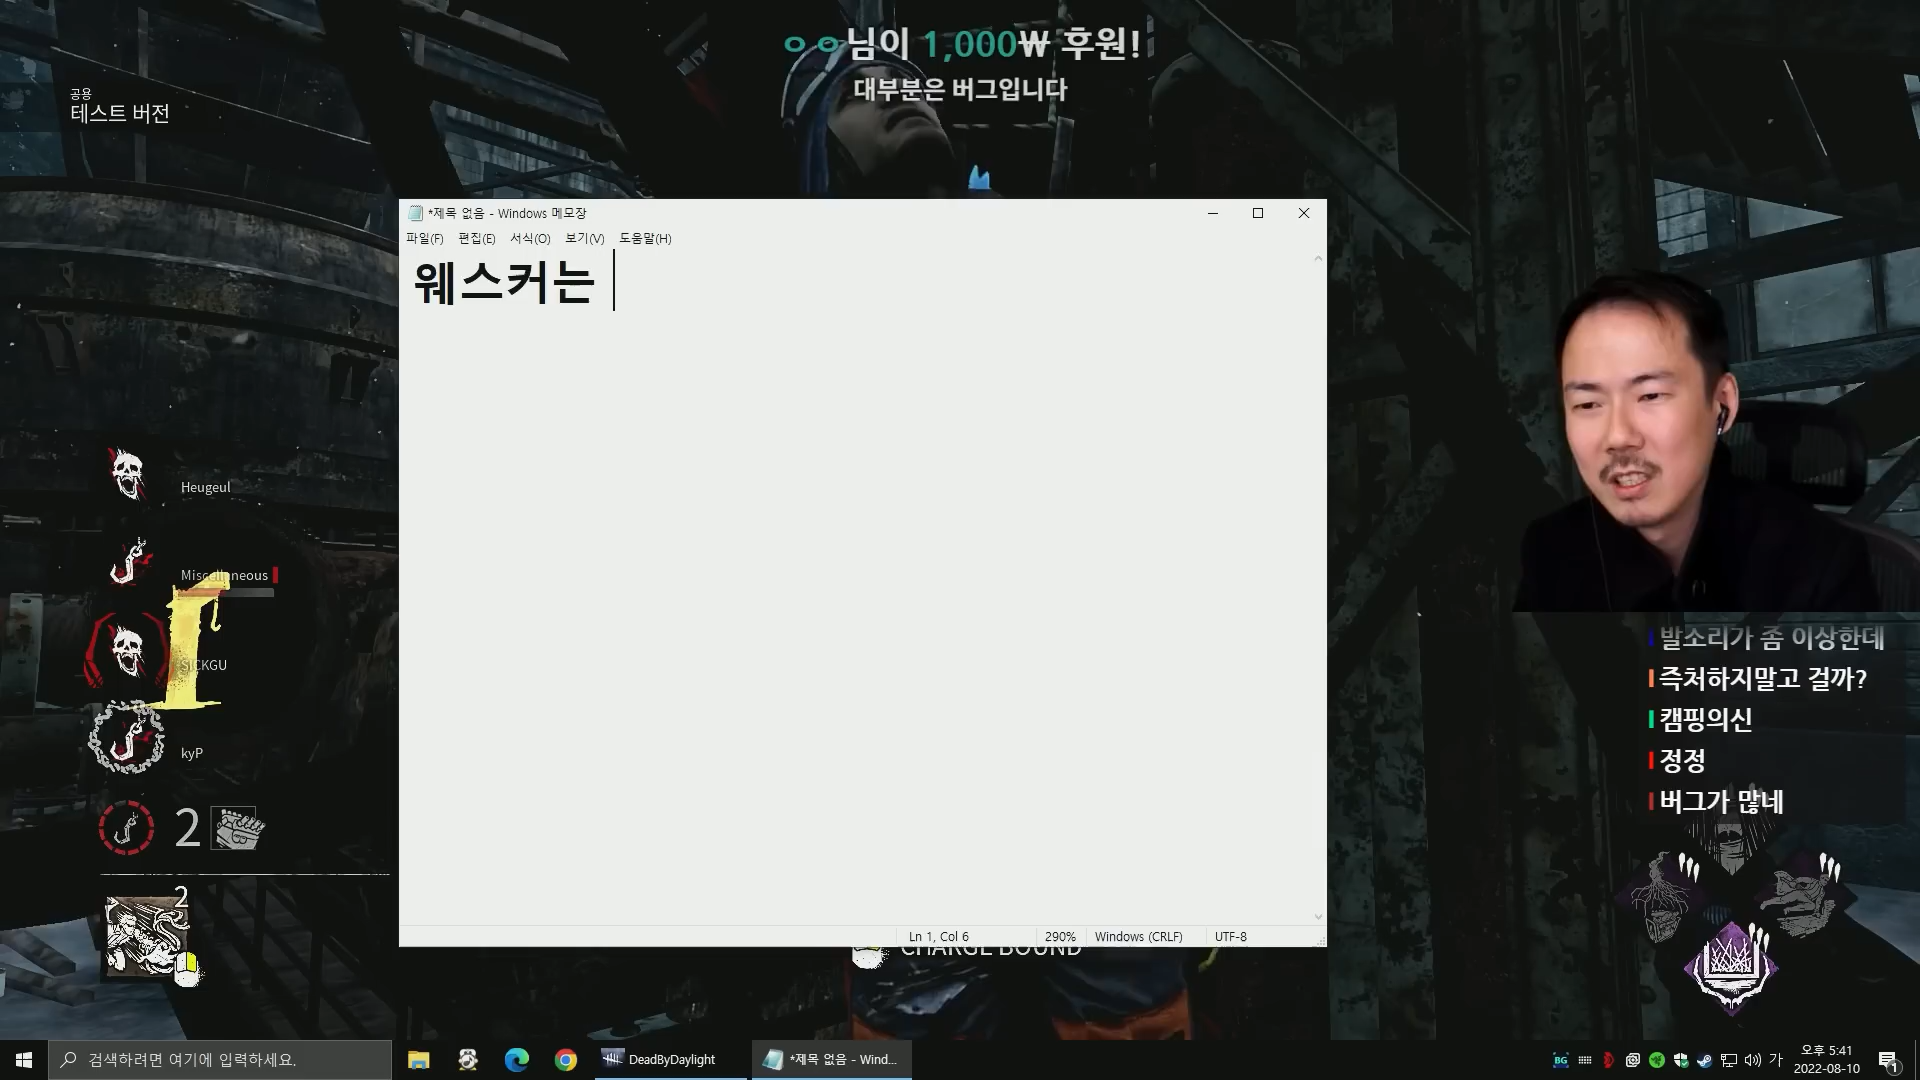 ㅇㅇ님이 1,000₩ 후원!
대부분은 버그입니다
공용
테스트 버전
*제목 없음 - Windows 메모장
파일(F) 편집(E) 서식(O) 보기(V) 도움말(H)
웨스커는
Heugeul
Miscellaneous
SICKGU
kyP
2
2
발소리가 좀 이상한데
즉처하지말고 걸까?
캠핑의신
정정
버그가 많네
Ln 1, Col 6 290% Windows (CRLF) UTF-8
CHARGE BOUND
검색하려면 여기에 입력하세요.
DeadByDaylight
*제목 없음 - Wind...
BG
가
오후 5:41
2022-08-10
1